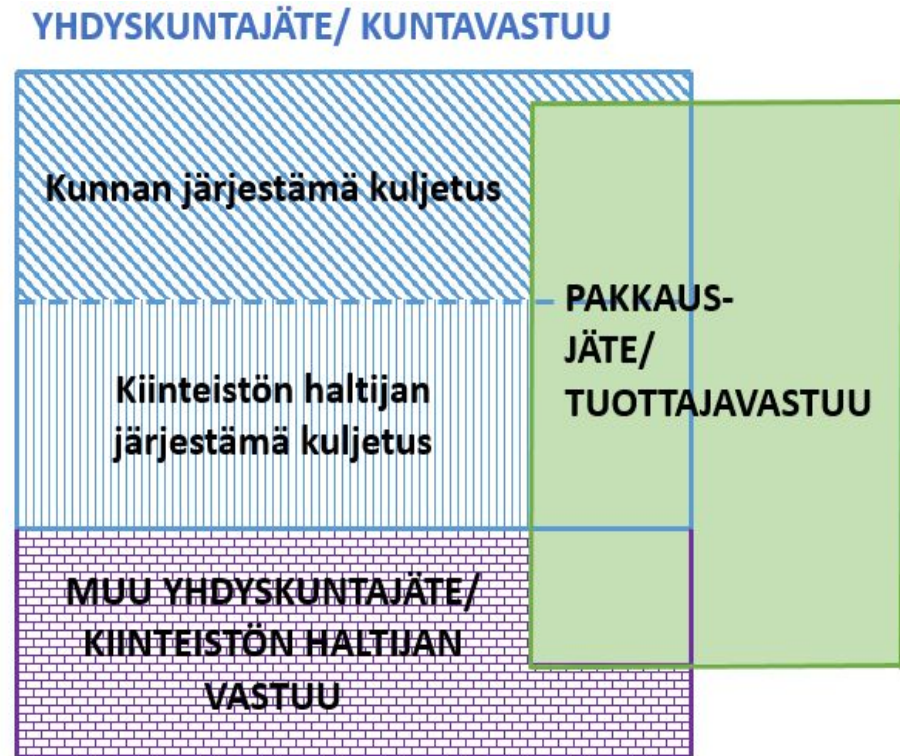 YHDYSKUNTAJÄTE/ KUNTAVASTUU
Kunnan järjestämä kuljetus
PAKKAUS-
JÄTE/
TUOTTAJAVASTUU
Kiinteistön haltijan
järjestämä kuljetus
MUU YHDYSKUNTAJÄTE/
KIINTEISTÖN HALTIJAN
VASTUU